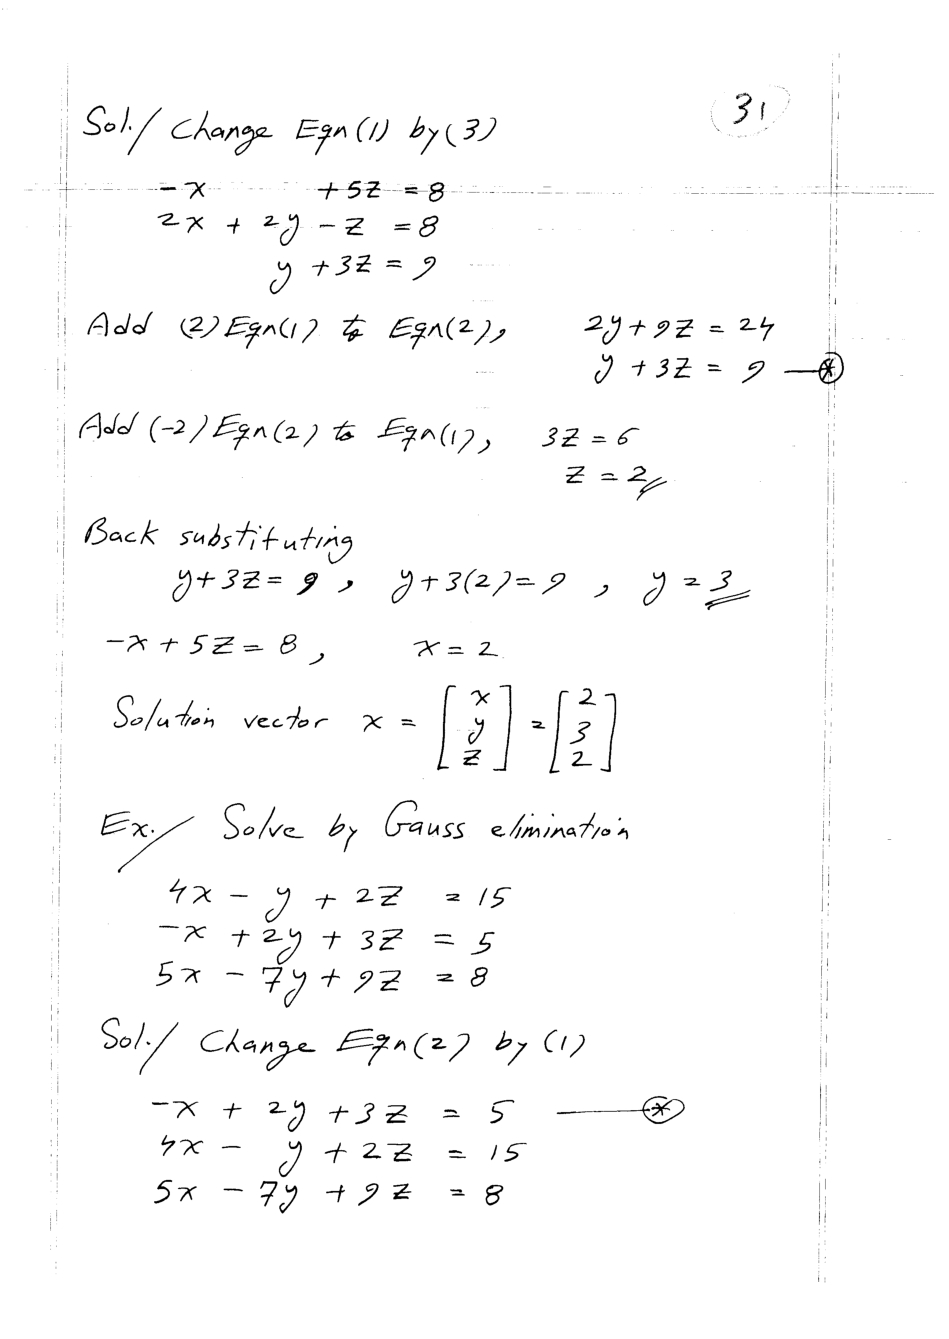 31
Sol./ Change Eqn(1) by (3)
-x +5z = 8
2x + 2y - z = 8
y + 3z = 9
Add (2) Eqn(1) to Eqn(2), 2y + 9z = 24
y + 3z = 9 —⊛
Add (-2) Eqn(2) to Eqn(1), 3z = 6
z = 2
Back substituting
y + 3z = 9 , y + 3(2) = 9 , y = 3
-x + 5z = 8 , x = 2
Solution vector x = [x y z] = [2 3 2]
Ex./ Solve by Gauss elimination
4x - y + 2z = 15
-x + 2y + 3z = 5
5x - 7y + 9z = 8
Sol./ Change Eqn(2) by (1)
-x + 2y + 3z = 5 —⊛
4x - y + 2z = 15
5x - 7y + 9z = 8